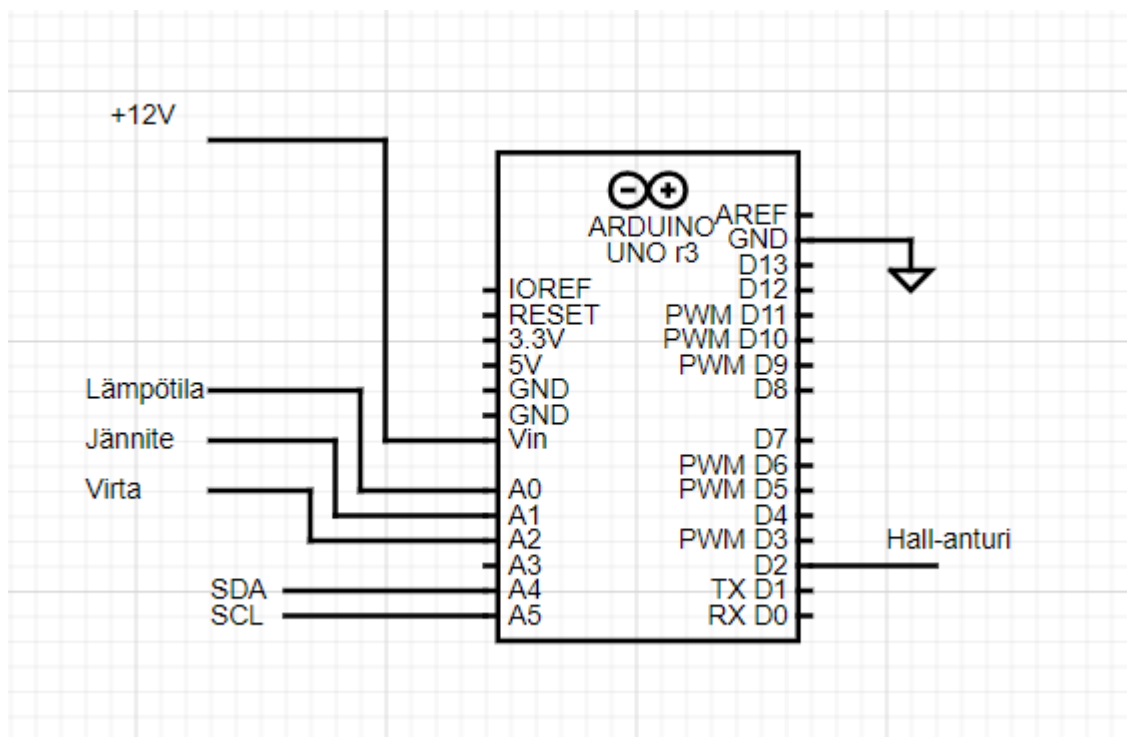 +12V
Lämpötila
Jännite
Virta
SDA
SCL
ARDUINO
UNO r3
IOREF
RESET
3.3V
5V
GND
GND
Vin
A0
A1
A2
A3
A4
A5
AREF
GND
D13
D12
PWM D11
PWM D10
PWM D9
D8
D7
PWM D6
PWM D5
D4
PWM D3
D2
TX D1
RX D0
Hall-anturi